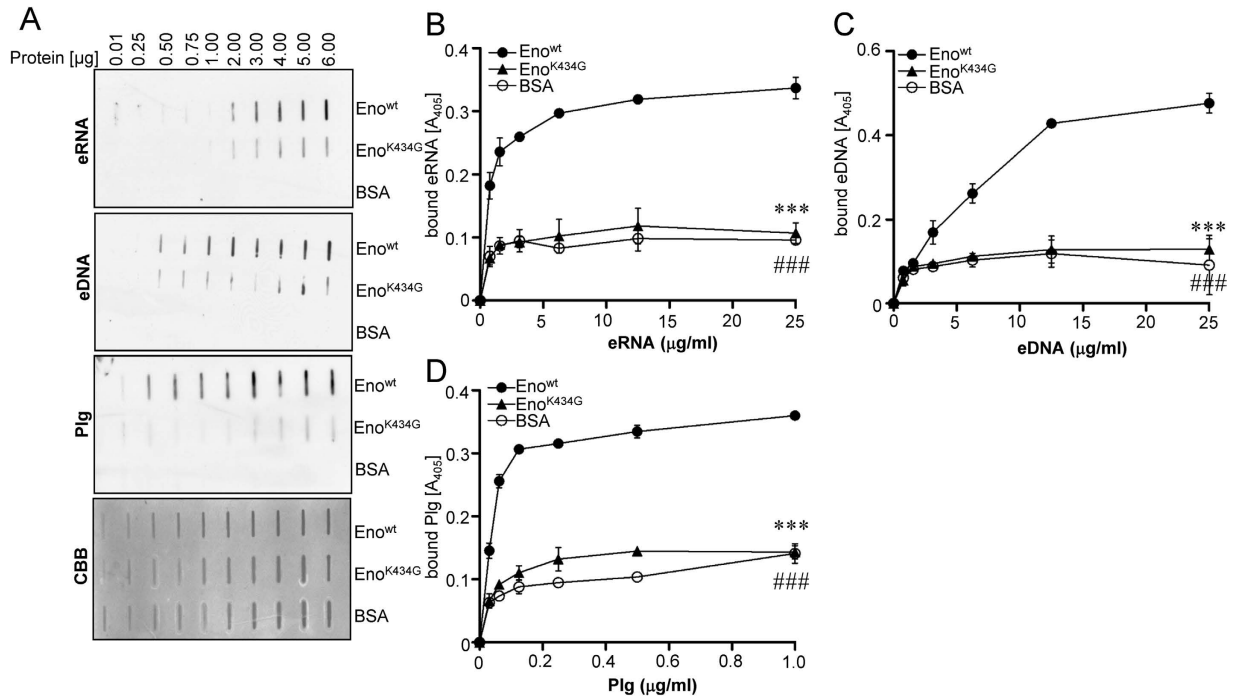 A
Protein [µg]
0.01 0.25 0.50 0.75 1.00 2.00 3.00 4.00 5.00 6.00
eRNA
Eno^wt
Eno^K434G
BSA
eDNA
Eno^wt
Eno^K434G
BSA
Plg
Eno^wt
Eno^K434G
BSA
CBB
Eno^wt
Eno^K434G
BSA
B
Eno^wt
Eno^K434G
BSA
bound eRNA [A_405]
0.4
0.3
0.2
0.1
0
***
###
0 5 10 15 20 25
eRNA (µg/ml)
C
Eno^wt
Eno^K434G
BSA
bound eDNA [A_405]
0.6
0.4
0.2
0
***
###
0 5 10 15 20 25
eDNA (µg/ml)
D
Eno^wt
Eno^K434G
BSA
bound Plg [A_405]
0.4
0.3
0.2
0.1
0
***
###
0 0.2 0.4 0.6 0.8 1.0
Plg (µg/ml)